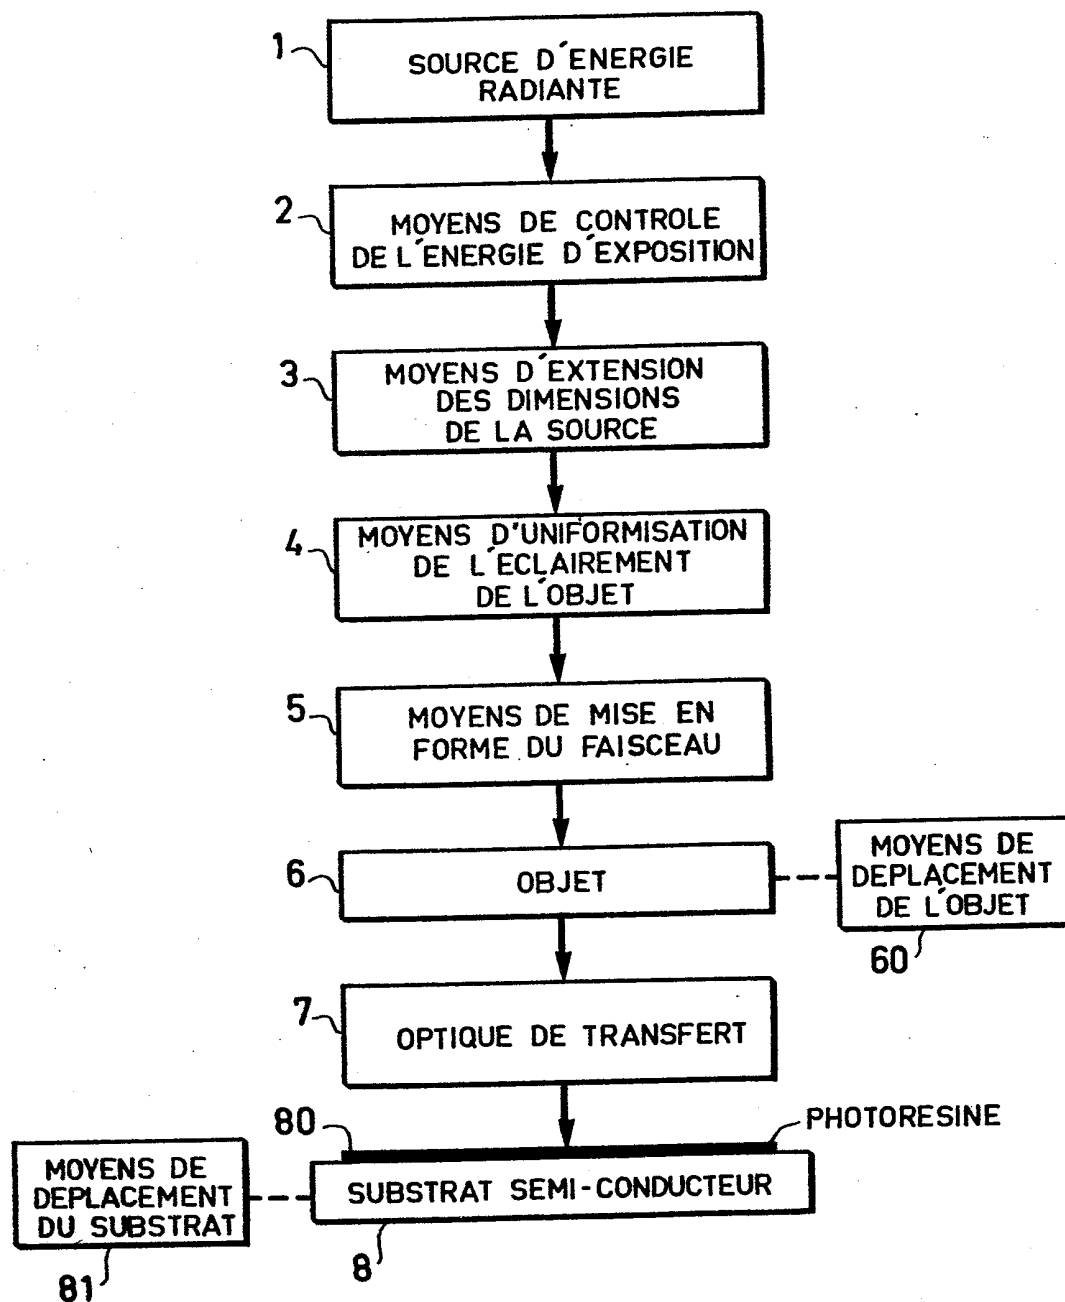 1
SOURCE D'ENERGIE
RADIANTE
2
MOYENS DE CONTROLE
DE L'ENERGIE D'EXPOSITION
3
MOYENS D'EXTENSION
DES DIMENSIONS
DE LA SOURCE
4
MOYENS D'UNIFORMISATION
DE L'ECLAIREMENT
DE L'OBJET
5
MOYENS DE MISE EN
FORME DU FAISCEAU
6
OBJET
MOYENS DE
DEPLACEMENT
DE L'OBJET
60
7
OPTIQUE DE TRANSFERT
80
PHOTORESINE
MOYENS DE
DEPLACEMENT
DU SUBSTRAT
81
SUBSTRAT SEMI-CONDUCTEUR
8